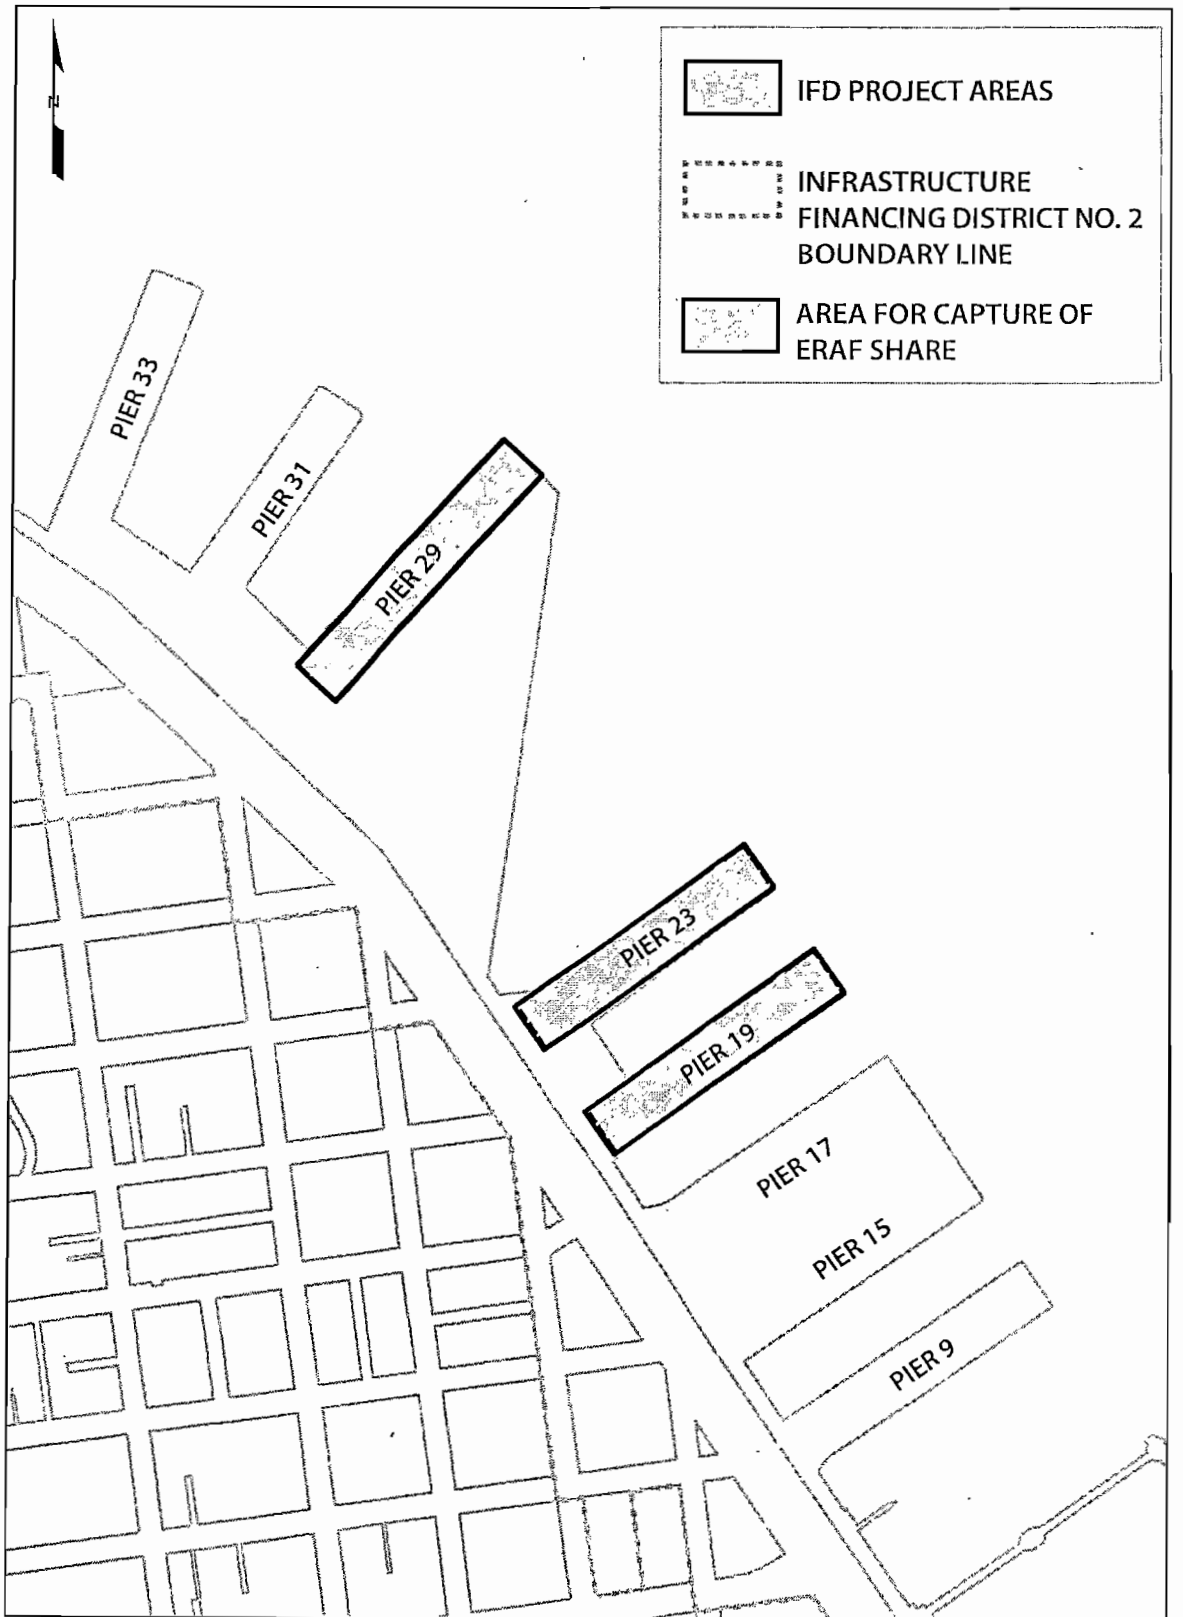 N
IFD PROJECT AREAS
INFRASTRUCTURE
FINANCING DISTRICT NO. 2
BOUNDARY LINE
AREA FOR CAPTURE OF
ERAF SHARE
PIER 33
PIER 31
PIER 29
PIER 23
PIER 19
PIER 17
PIER 15
PIER 9